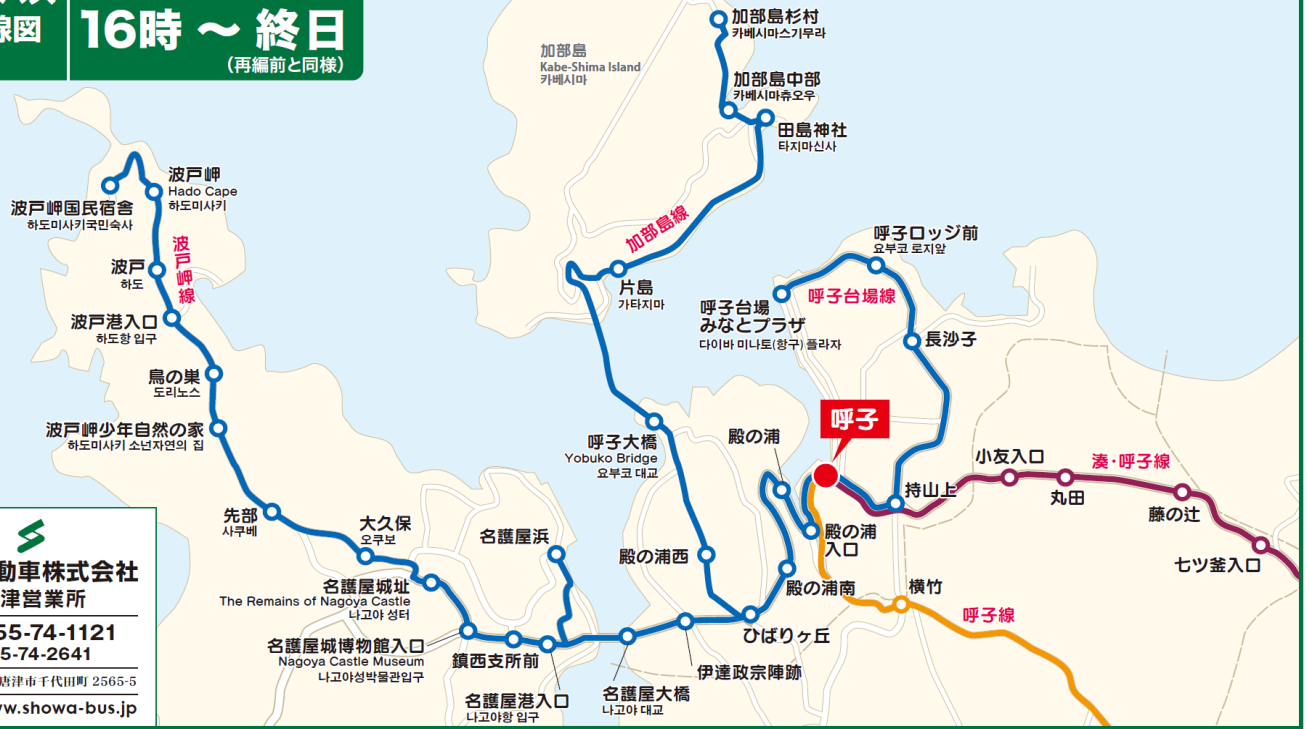 線図
16時 ～ 終日
(再編前と同様)
加部島
Kabe-Shima Island
카베시마
加部島杉村
카베시마스기무라
加部島中部
카베시마츄오우
田島神社
타지마신사
加部島線
片島
가타지마
波戸岬
Hado Cape
하도미사키
波戸岬国民宿舎
하도미사키국민숙사
波戸岬線
波戸
하도
波戸港入口
하도항 입구
鳥の巣
도리노스
波戸岬少年自然の家
하도미사키 소년자연의 집
先部
사쿠베
大久保
오쿠보
名護屋城址
The Remains of Nagoya Castle
나고야 성터
名護屋城博物館入口
Nagoya Castle Museum
나고야성박물관입구
鎮西支所前
名護屋港入口
나고야항 입구
名護屋浜
名護屋大橋
나고야 대교
伊達政宗陣跡
ひばりヶ丘
殿の浦西
呼子大橋
Yobuko Bridge
요부코 대교
殿の浦
殿の浦南
殿の浦
入口
呼子
呼子台場
みなとプラザ
다이바 미나토(항구) 플라자
呼子台場線
呼子ロッジ前
요부코 로지앞
長沙子
持山上
小友入口
丸田
湊・呼子線
藤の辻
七ツ釜入口
横竹
呼子線
動車株式会社
津営業所
55-74-1121
5-74-2641
唐津市千代田町 2565-5
w.showa-bus.jp